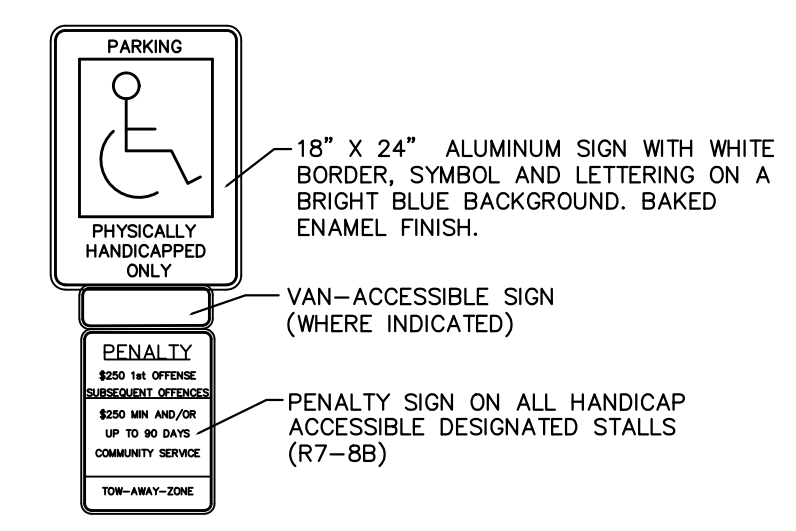 PARKING
PHYSICALLY
HANDICAPPED
ONLY
18” X 24” ALUMINUM SIGN WITH WHITE
BORDER, SYMBOL AND LETTERING ON A
BRIGHT BLUE BACKGROUND. BAKED
ENAMEL FINISH.
VAN–ACCESSIBLE SIGN
(WHERE INDICATED)
PENALTY
$250 1st OFFENSE
SUBSEQUENT OFFENCES
$250 MIN AND/OR
UP TO 90 DAYS
COMMUNITY SERVICE
TOW–AWAY–ZONE
PENALTY SIGN ON ALL HANDICAP
ACCESSIBLE DESIGNATED STALLS
(R7–8B)